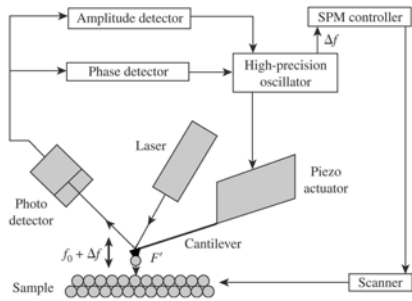 Amplitude detector
SPM controller
Δf
Phase detector
High-precision
oscillator
Laser
Piezo
actuator
Photo
detector
Cantilever
f₀ + Δf
F′
Sample
Scanner